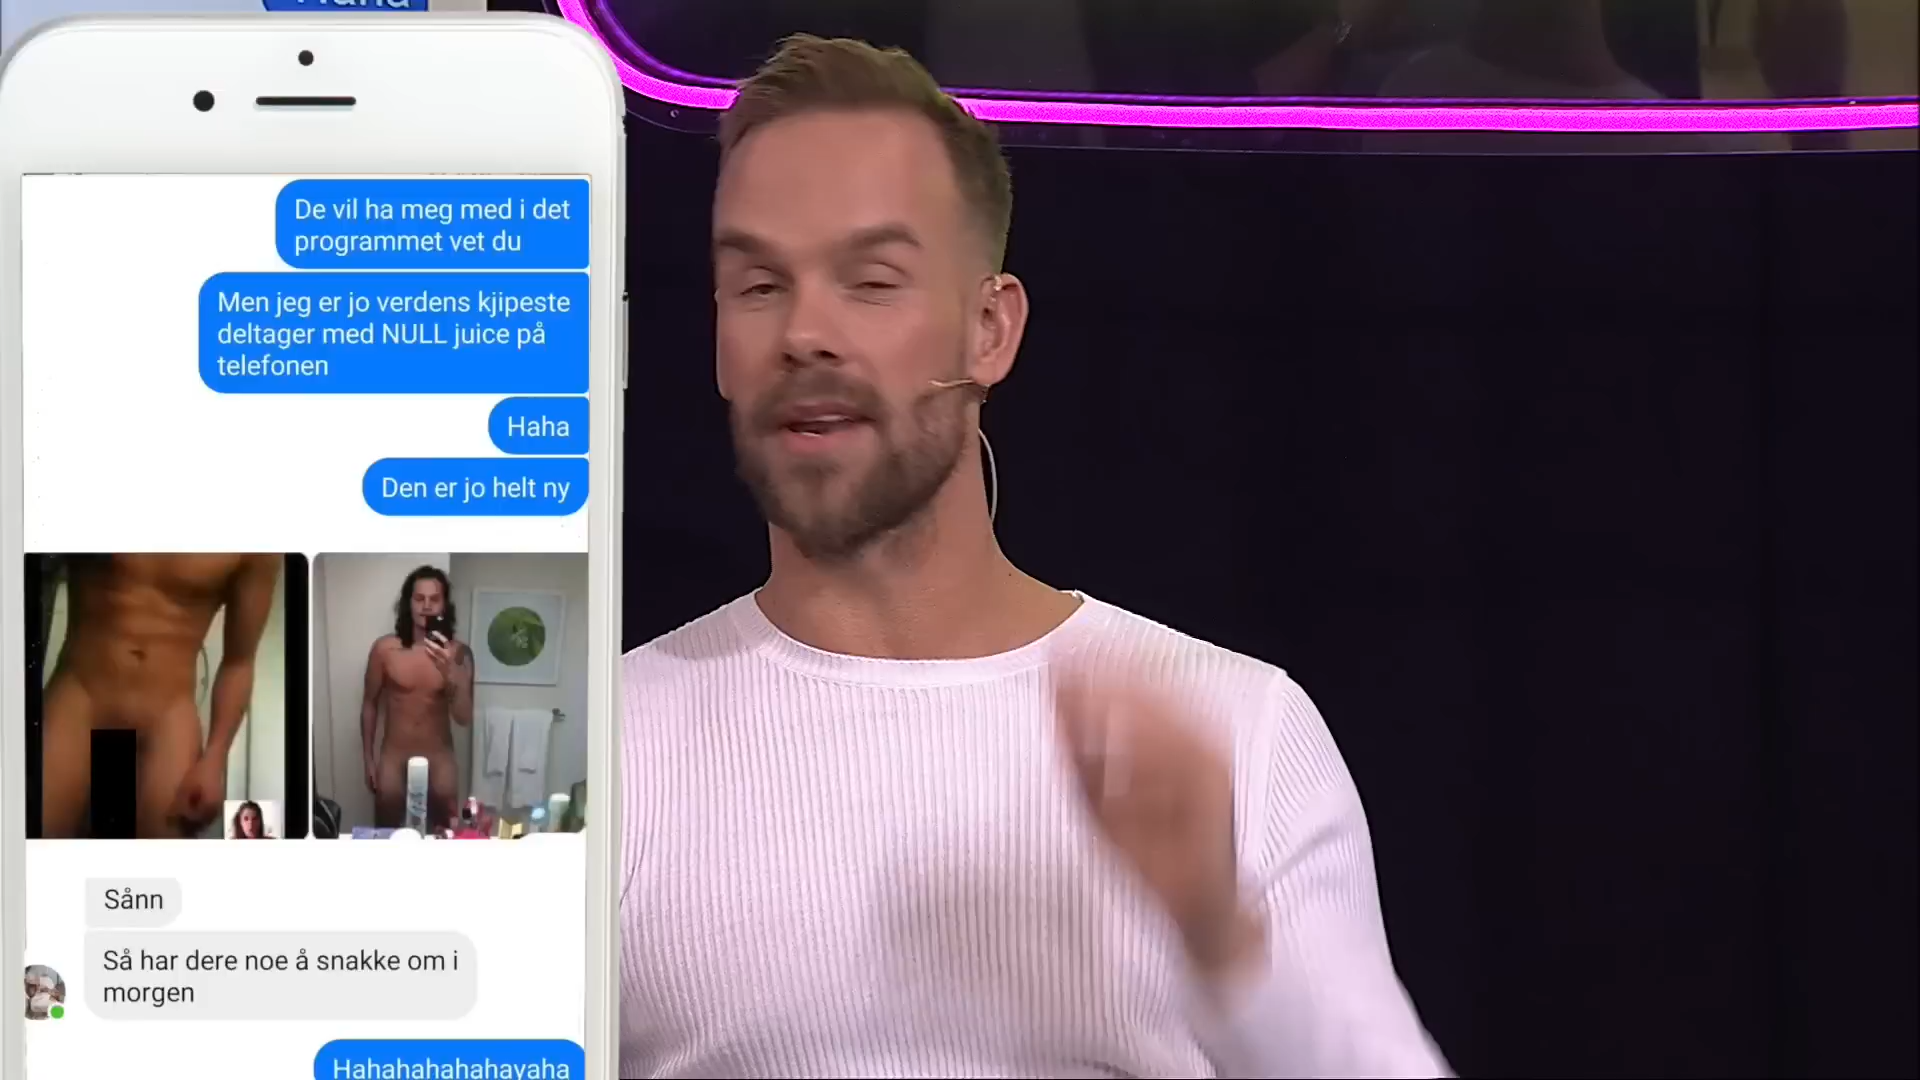 De vil ha meg med i det
programmet vet du
Men jeg er jo verdens kjipeste
deltager med NULL juice på
telefonen
Haha
Den er jo helt ny
Sånn
Så har dere noe å snakke om i
morgen
Hahahahahahayaha